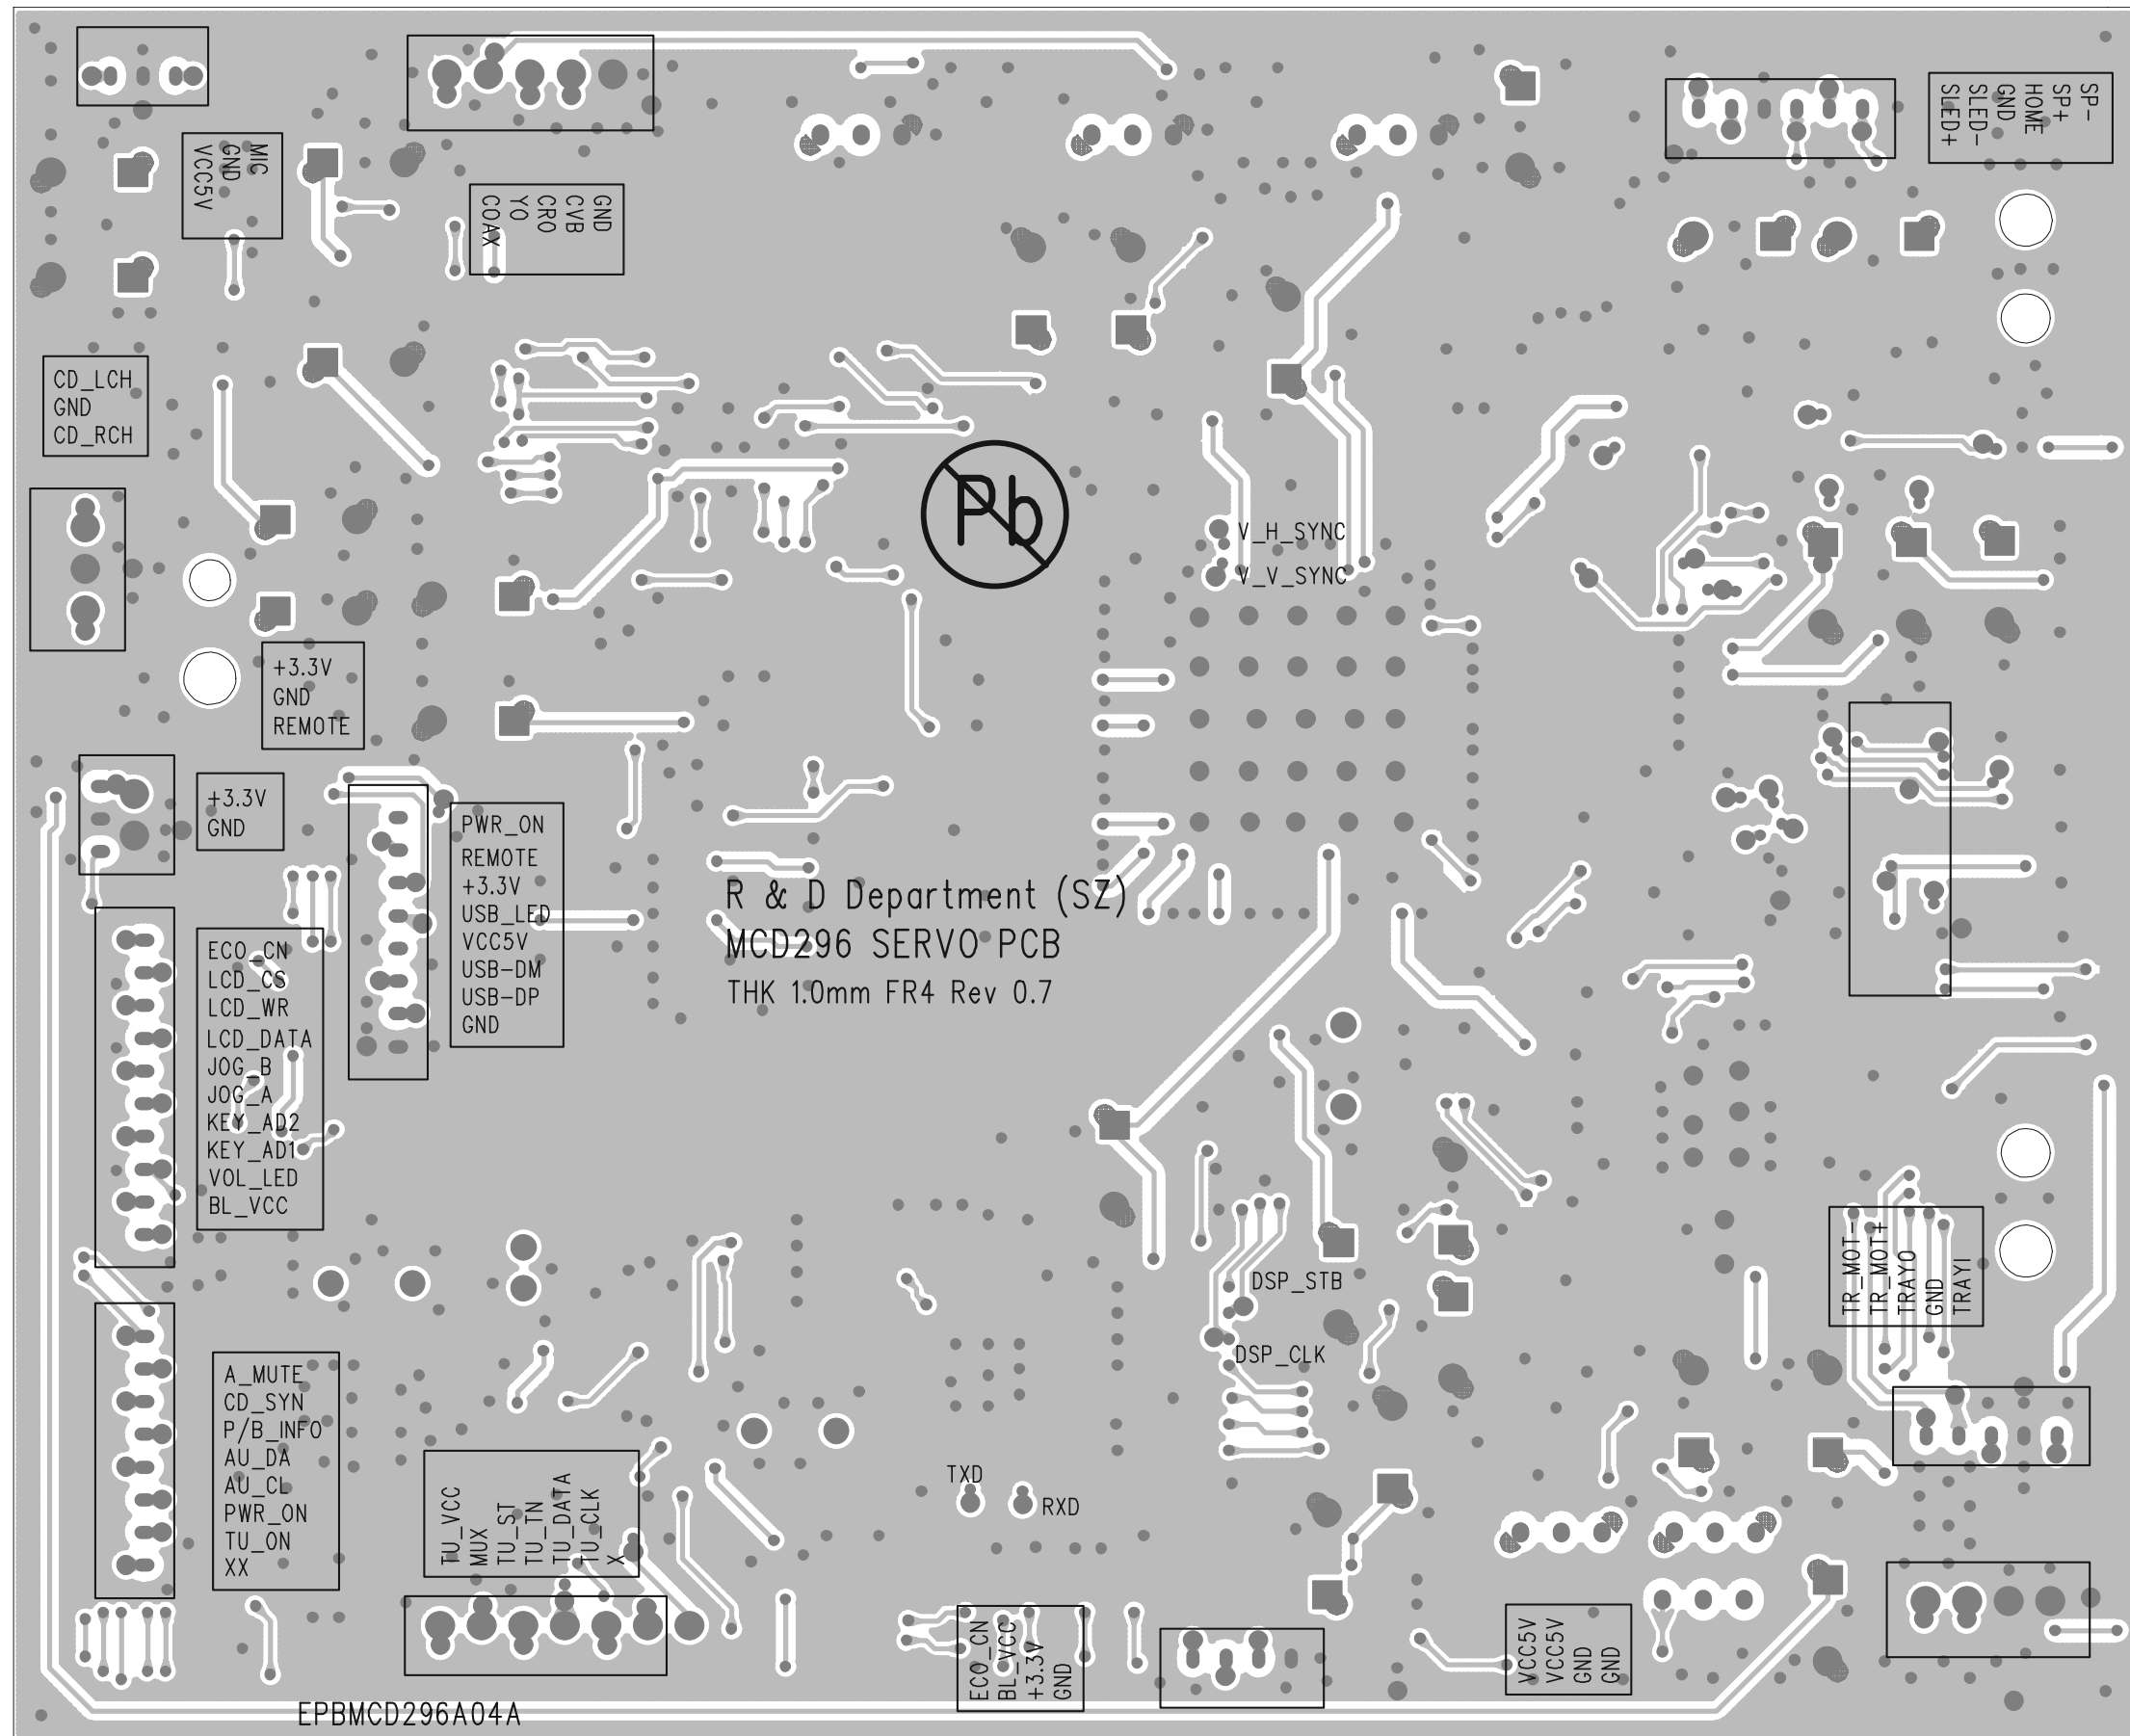 MIC
GND
VCC5V
GND
CVB
CRO
YO
COAX
SP-
SP+
HOME
GND
SLED-
SLED+
CD_LCH
GND
CD_RCH
Pb
V_H_SYNC
V_V_SYNC
+3.3V
GND
REMOTE
+3.3V
GND
PWR_ON
REMOTE
+3.3V
USB_LED
VCC5V
USB-DM
USB-DP
GND
R & D Department (SZ)
MCD296 SERVO PCB
THK 1.0mm FR4 Rev 0.7
ECO_CN
LCD_CS
LCD_WR
LCD_DATA
JOG_B
JOG_A
KEY_AD2
KEY_AD1
VOL_LED
BL_VCC
DSP_STB
DSP_CLK
TR_MOT-
TR_MOT+
TRAYO
GND
TRAYI
A_MUTE
CD_SYN
P/B_INFO
AU_DA
AU_CL
PWR_ON
TU_ON
XX
TU_VCC
MUX
TU_ST
TU_TN
TU_DATA
TU_CLK
X
TXD
RXD
ECO_CN
BL_VCC
+3.3V
GND
VCC5V
VCC5V
GND
GND
EPBMCD296A04A